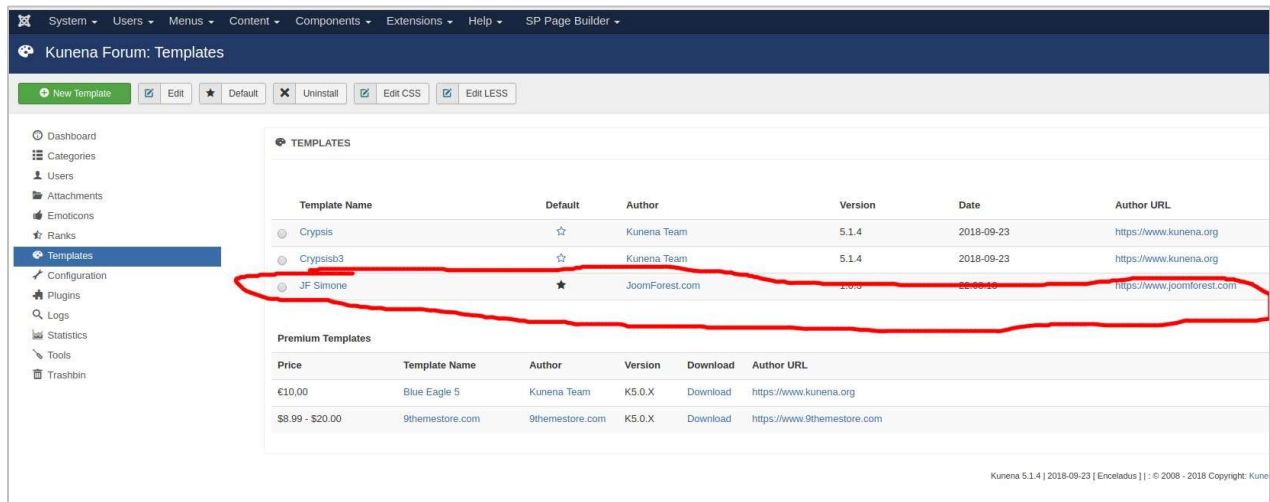 System Users Menus Content Components Extensions Help SP Page Builder
Kunena Forum: Templates
New Template Edit Default Uninstall Edit CSS Edit LESS
Dashboard
Categories
Users
Attachments
Emoticons
Ranks
Templates
Configuration
Plugins
Logs
Statistics
Tools
Trashbin
TEMPLATES
Template Name Default Author Version Date Author URL
Crypsis Kunena Team 5.1.4 2018-09-23 https://www.kunena.org
Crypsisb3 Kunena Team 5.1.4 2018-09-23 https://www.kunena.org
JF Simone JoomForest.com https://www.joomforest.com
Premium Templates
Price Template Name Author Version Download Author URL
€10,00 Blue Eagle 5 Kunena Team K5.0.X Download https://www.kunena.org
$8.99 - $20.00 9themestore.com 9themestore.com K5.0.X Download https://www.9themestore.com
Kunena 5.1.4 | 2018-09-23 [ Enceladus ] | : © 2008 - 2018 Copyright: Kune